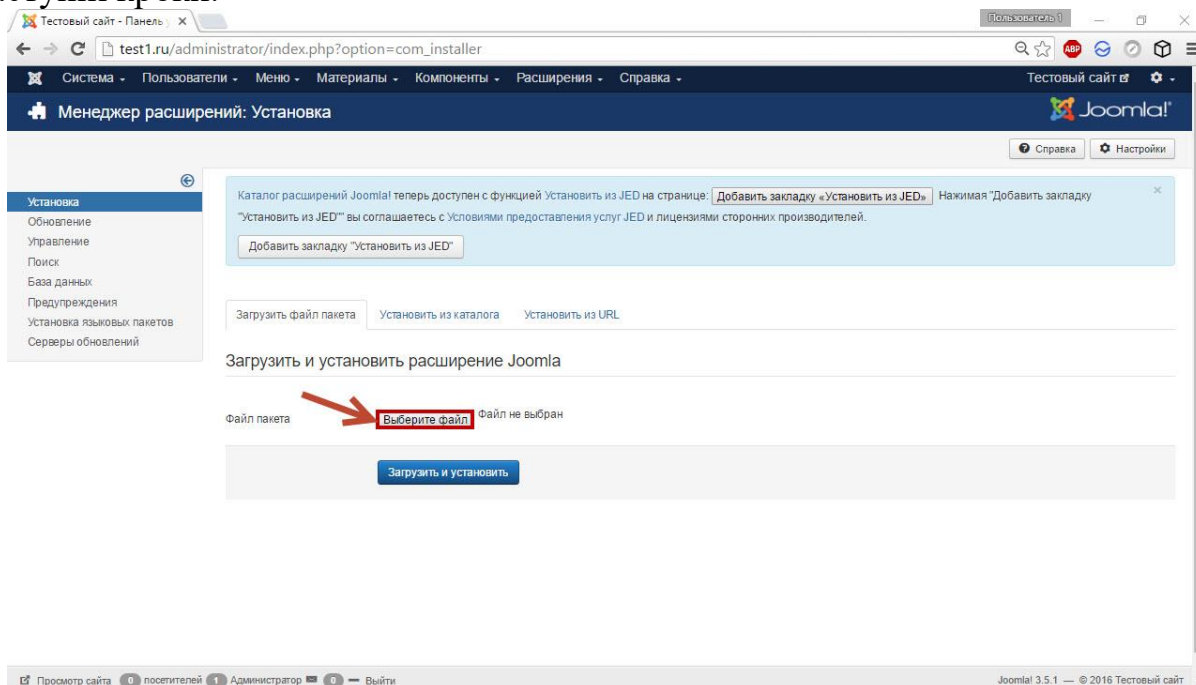 Тестовый сайт - Панель
Пользователь 1
test1.ru/administrator/index.php?option=com_installer
ABP
Система Пользователи Меню Материалы Компоненты Расширения Справка Тестовый сайт
Менеджер расширений: Установка Joomla!
Справка Настройки
Установка
Обновление
Управление
Поиск
База данных
Предупреждения
Установка языковых пакетов
Серверы обновлений
Каталог расширений Joomla! теперь доступен с функцией Установить из JED на странице: Добавить закладку «Установить из JED» Нажимая "Добавить закладку
"Установить из JED"" вы соглашаетесь с Условиями предоставления услуг JED и лицензиями сторонних производителей.
Добавить закладку "Установить из JED"
Загрузить файл пакета Установить из каталога Установить из URL
Загрузить и установить расширение Joomla
Файл пакета Выберите файл Файл не выбран
Загрузить и установить
Просмотр сайта 0 посетителей 1 Администратор 0 Выйти Joomla! 3.5.1 — © 2016 Тестовый сайт